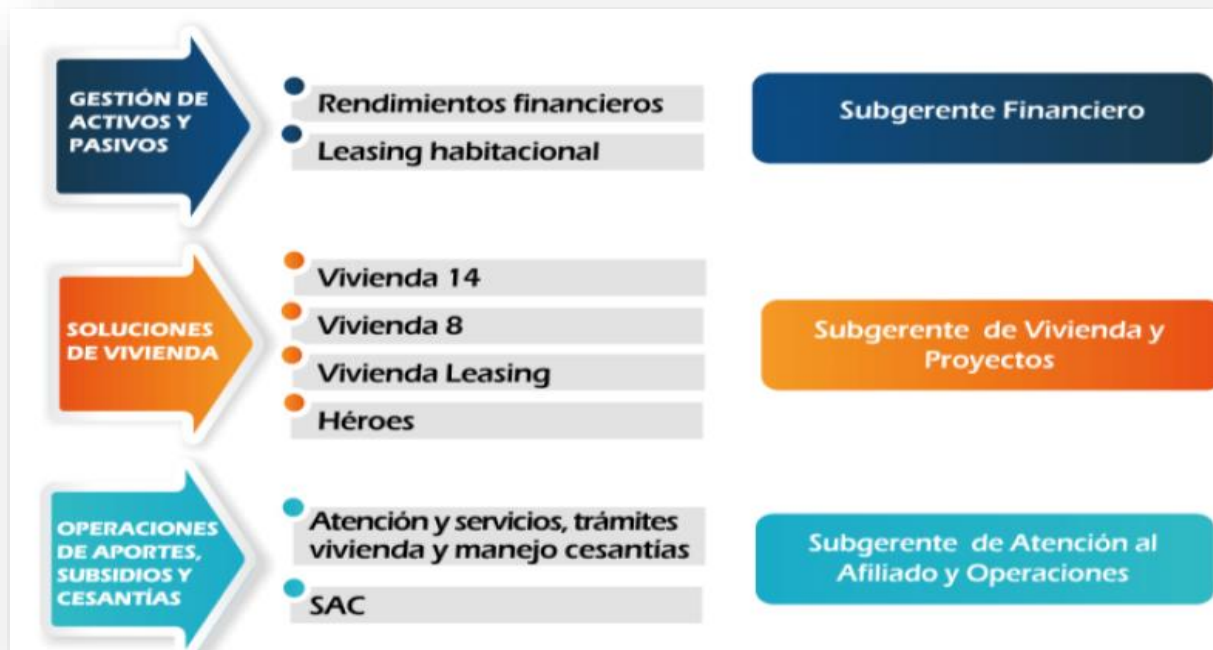 GESTIÓN DE
ACTIVOS Y
PASIVOS
Rendimientos financieros
Leasing habitacional
Subgerente Financiero
SOLUCIONES
DE VIVIENDA
Vivienda 14
Vivienda 8
Vivienda Leasing
Héroes
Subgerente de Vivienda y
Proyectos
OPERACIONES
DE APORTES,
SUBSIDIOS Y
CESANTÍAS
Atención y servicios, trámites
vivienda y manejo cesantías
SAC
Subgerente de Atención al
Afiliado y Operaciones